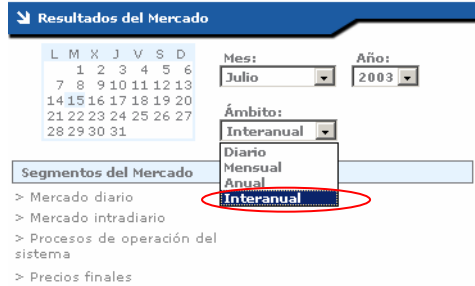 Resultados del Mercado
L M X J V S D
1 2 3 4 5 6
7 8 9 10 11 12 13
14 15 16 17 18 19 20
21 22 23 24 25 26 27
28 29 30 31
Mes: Año:
Julio 2003
Ámbito:
Interanual
Diario
Mensual
Anual
Interanual
Segmentos del Mercado
> Mercado diario
> Mercado intradiario
> Procesos de operación del
sistema
> Precios finales